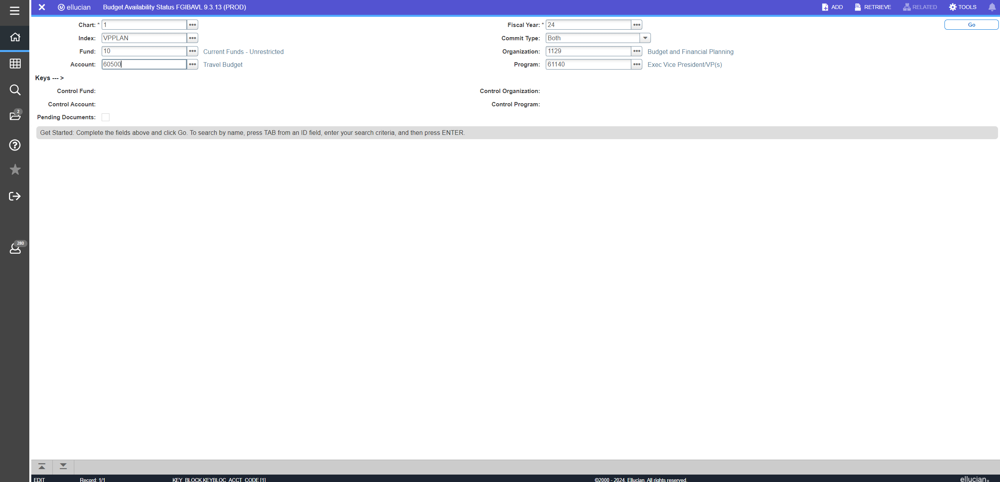 ellucian Budget Availability Status FGIBAVL 9.3.13 (PROD) ADD RETRIEVE RELATED TOOLS
Chart: * 1 ••• Fiscal Year: * 24 ••• Go
Index: VPPLAN ••• Commit Type: Both
Fund: 10 ••• Current Funds - Unrestricted Organization: 1129 ••• Budget and Financial Planning
Account: 60500 ••• Travel Budget Program: 61140 ••• Exec Vice President/VP(s)
Keys --- >
Control Fund: Control Organization:
Control Account: Control Program:
2
Pending Documents:
Get Started: Complete the fields above and click Go. To search by name, press TAB from an ID field, enter your search criteria, and then press ENTER.
280
EDIT Record: 1/1 KEY_BLOCK.KEYBLOC_ACCT_CODE [1] ©2000 - 2024. Ellucian. All rights reserved. ellucian.